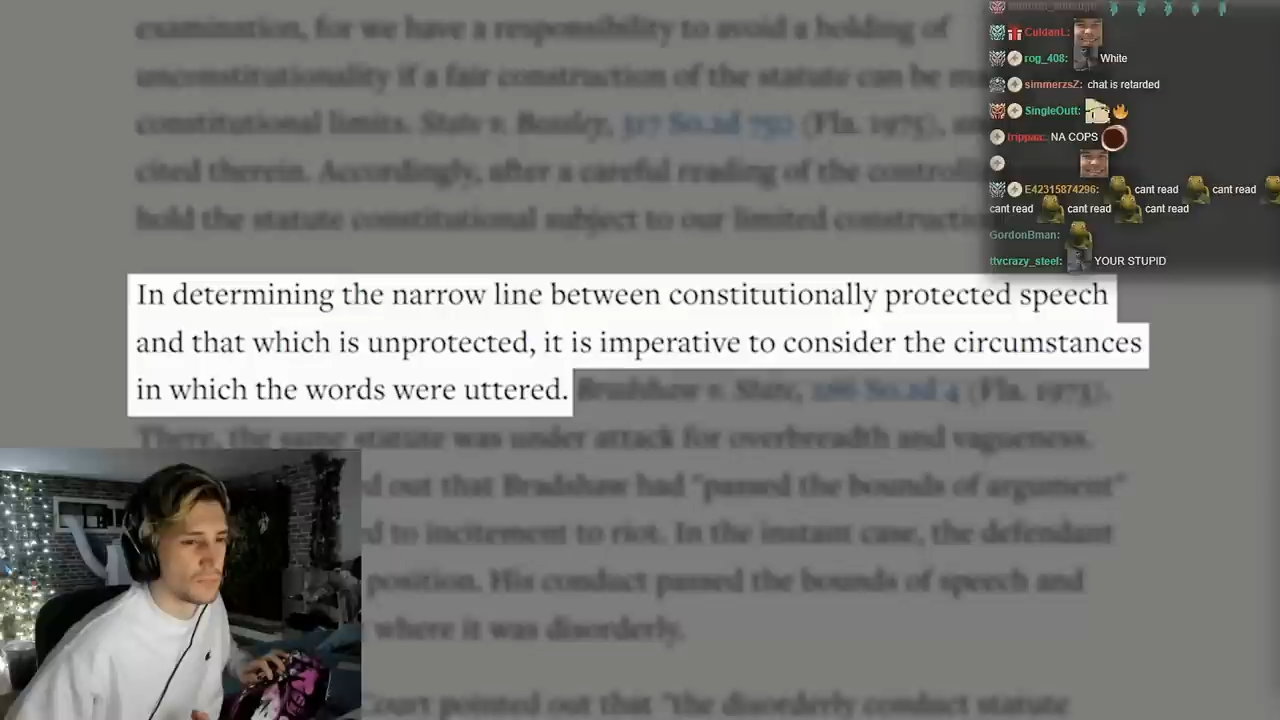 examination, for we have a responsibility to avoid a holding of
unconstitutionality if a fair construction of the statute can be
constitutional
State v. Beasley, 317 So.2d 750 (Fla. 1975),
cited therein. Accordingly, after a careful reading of the
hold the statute constitutional subject to our limited
In determining the narrow line between constitutionally protected speech
and that which is unprotected, it is imperative to consider the circumstances
in which the words were uttered. Bradshaw v. State, 286 So.2d 4 (Fla. 1973).
There, the same statute was under attack for overbreadth and vagueness.
out that Bradshaw had "passed the bounds of argument"
to incitement to riot. In the instant case, the defendant
position. His conduct passed the bounds of speech and
where it was disorderly.
Court pointed out that "the disorderly conduct statute
CuldanL:
rog_408: White
simmerzsZ: chat is retarded
SingleOutt:
NA COPS
E42315874296: cant read cant read
cant read cant read cant read
GordonBman:
ttvcrazy_steel: YOUR STUPID